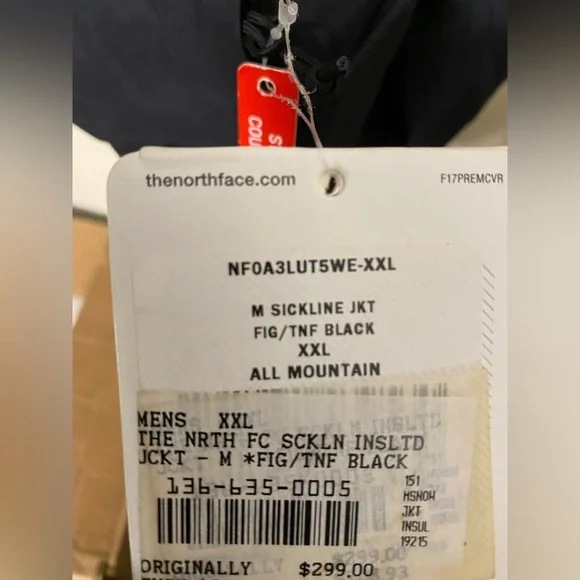 thenorthface.com
F17PREMCVR
NF0A3LUT5WE-XXL
M SICKLINE JKT
FIG/TNF BLACK
XXL
ALL MOUNTAIN
MENS XXL
THE NRTH FC SCKLN INSLTD
JCKT - M *FIG/TNF BLACK
136-635-0005
151
MSNOW
JKT
INSUL
19215
ORIGINALLY $299.00